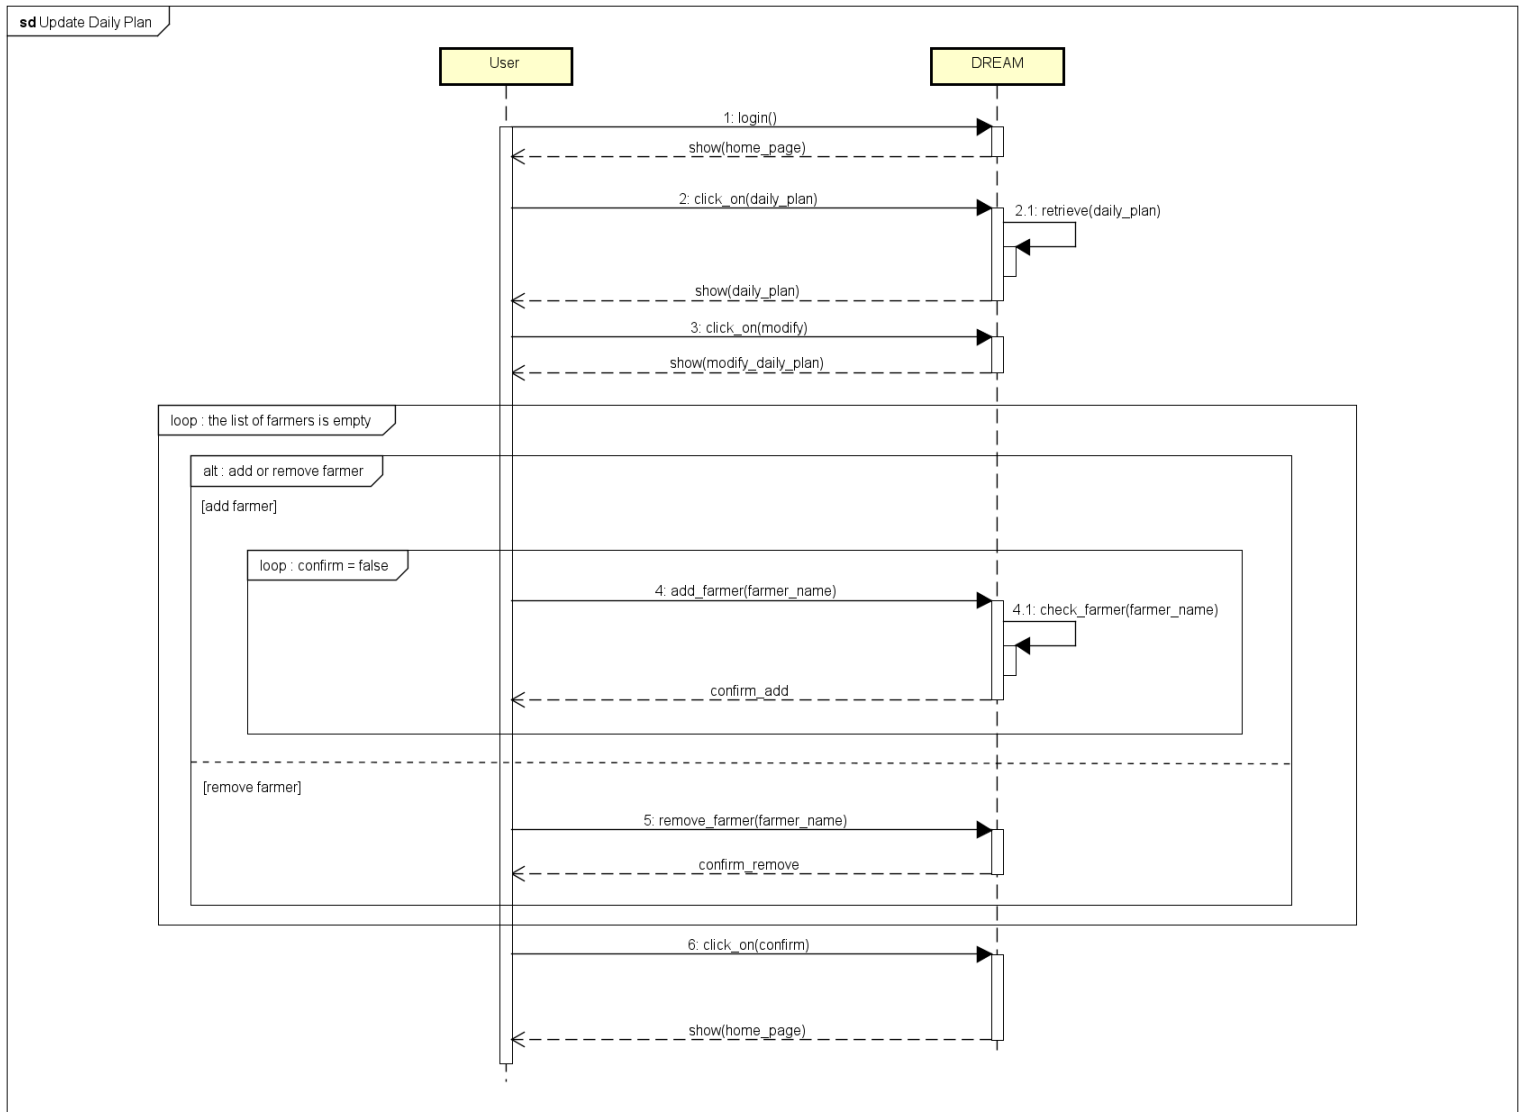 sd Update Daily Plan
User
DREAM
1: login()
show(home_page)
2: click_on(daily_plan)
2.1: retrieve(daily_plan)
show(daily_plan)
3: click_on(modify)
show(modify_daily_plan)
loop : the list of farmers is empty
alt : add or remove farmer
[add farmer]
loop : confirm = false
4: add_farmer(farmer_name)
4.1: check_farmer(farmer_name)
confirm_add
[remove farmer]
5: remove_farmer(farmer_name)
confirm_remove
6: click_on(confirm)
show(home_page)